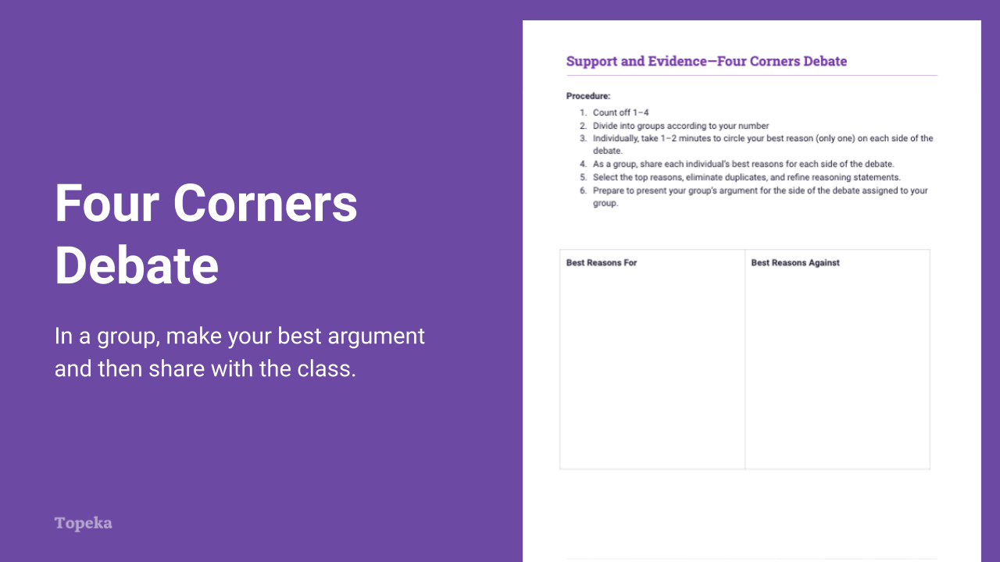 Four Corners
Debate
In a group, make your best argument
and then share with the class.
Topeka
Support and Evidence—Four Corners Debate
Procedure:
1. Count off 1–4
2. Divide into groups according to your number
3. Individually, take 1–2 minutes to circle your best reason (only one) on each side of the
debate.
4. As a group, share each individual's best reasons for each side of the debate.
5. Select the top reasons, eliminate duplicates, and refine reasoning statements.
6. Prepare to present your group's argument for the side of the debate assigned to your
group.
Best Reasons For
Best Reasons Against